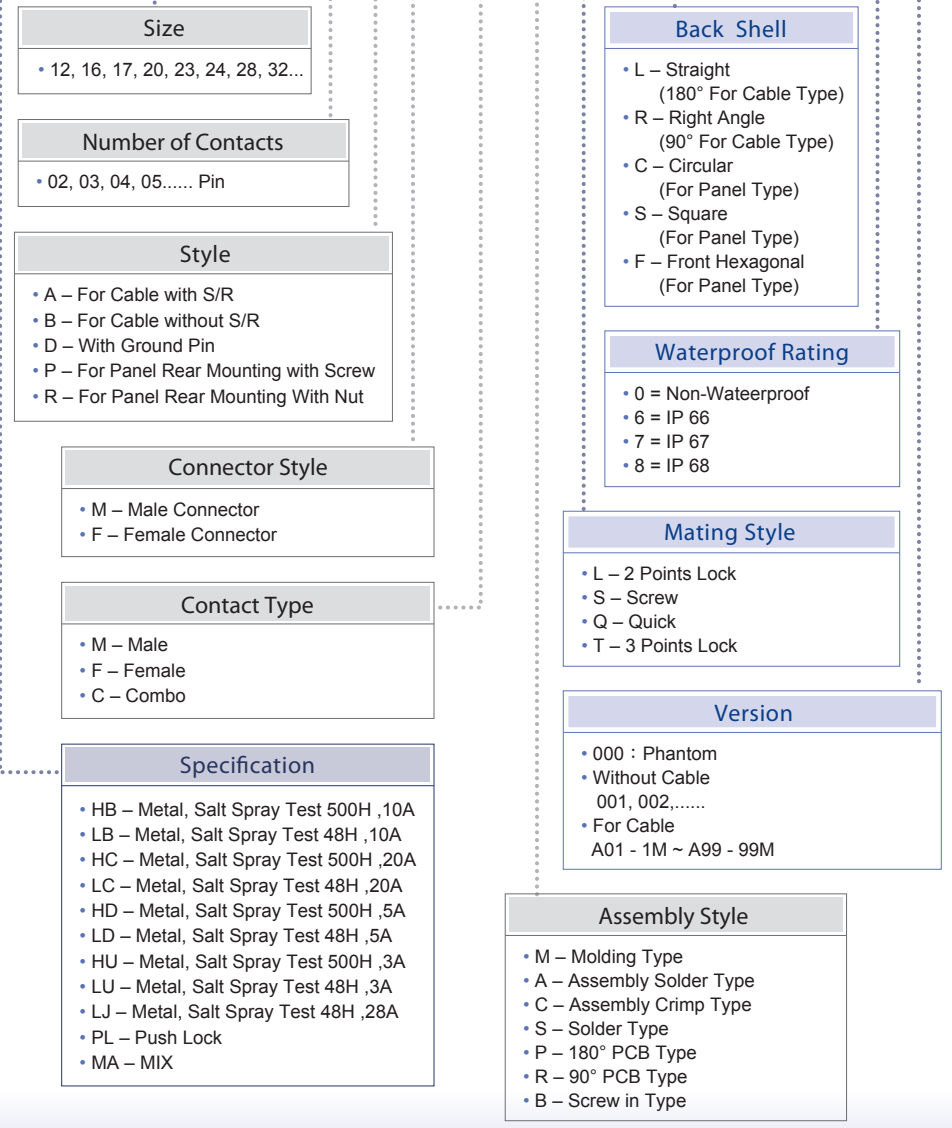 Size
• 12, 16, 17, 20, 23, 24, 28, 32...
Number of Contacts
• 02, 03, 04, 05...... Pin
Style
• A – For Cable with S/R
• B – For Cable without S/R
• D – With Ground Pin
• P – For Panel Rear Mounting with Screw
• R – For Panel Rear Mounting With Nut
Connector Style
• M – Male Connector
• F – Female Connector
Contact Type
• M – Male
• F – Female
• C – Combo
Specification
• HB – Metal, Salt Spray Test 500H ,10A
• LB – Metal, Salt Spray Test 48H ,10A
• HC – Metal, Salt Spray Test 500H ,20A
• LC – Metal, Salt Spray Test 48H ,20A
• HD – Metal, Salt Spray Test 500H ,5A
• LD – Metal, Salt Spray Test 48H ,5A
• HU – Metal, Salt Spray Test 500H ,3A
• LU – Metal, Salt Spray Test 48H ,3A
• LJ – Metal, Salt Spray Test 48H ,28A
• PL – Push Lock
• MA – MIX
Back Shell
• L – Straight
(180° For Cable Type)
• R – Right Angle
(90° For Cable Type)
• C – Circular
(For Panel Type)
• S – Square
(For Panel Type)
• F – Front Hexagonal
(For Panel Type)
Waterproof Rating
• 0 = Non-Wateerproof
• 6 = IP 66
• 7 = IP 67
• 8 = IP 68
Mating Style
• L – 2 Points Lock
• S – Screw
• Q – Quick
• T – 3 Points Lock
Version
• 000：Phantom
• Without Cable
001, 002,......
• For Cable
A01 - 1M ~ A99 - 99M
Assembly Style
• M – Molding Type
• A – Assembly Solder Type
• C – Assembly Crimp Type
• S – Solder Type
• P – 180° PCB Type
• R – 90° PCB Type
• B – Screw in Type